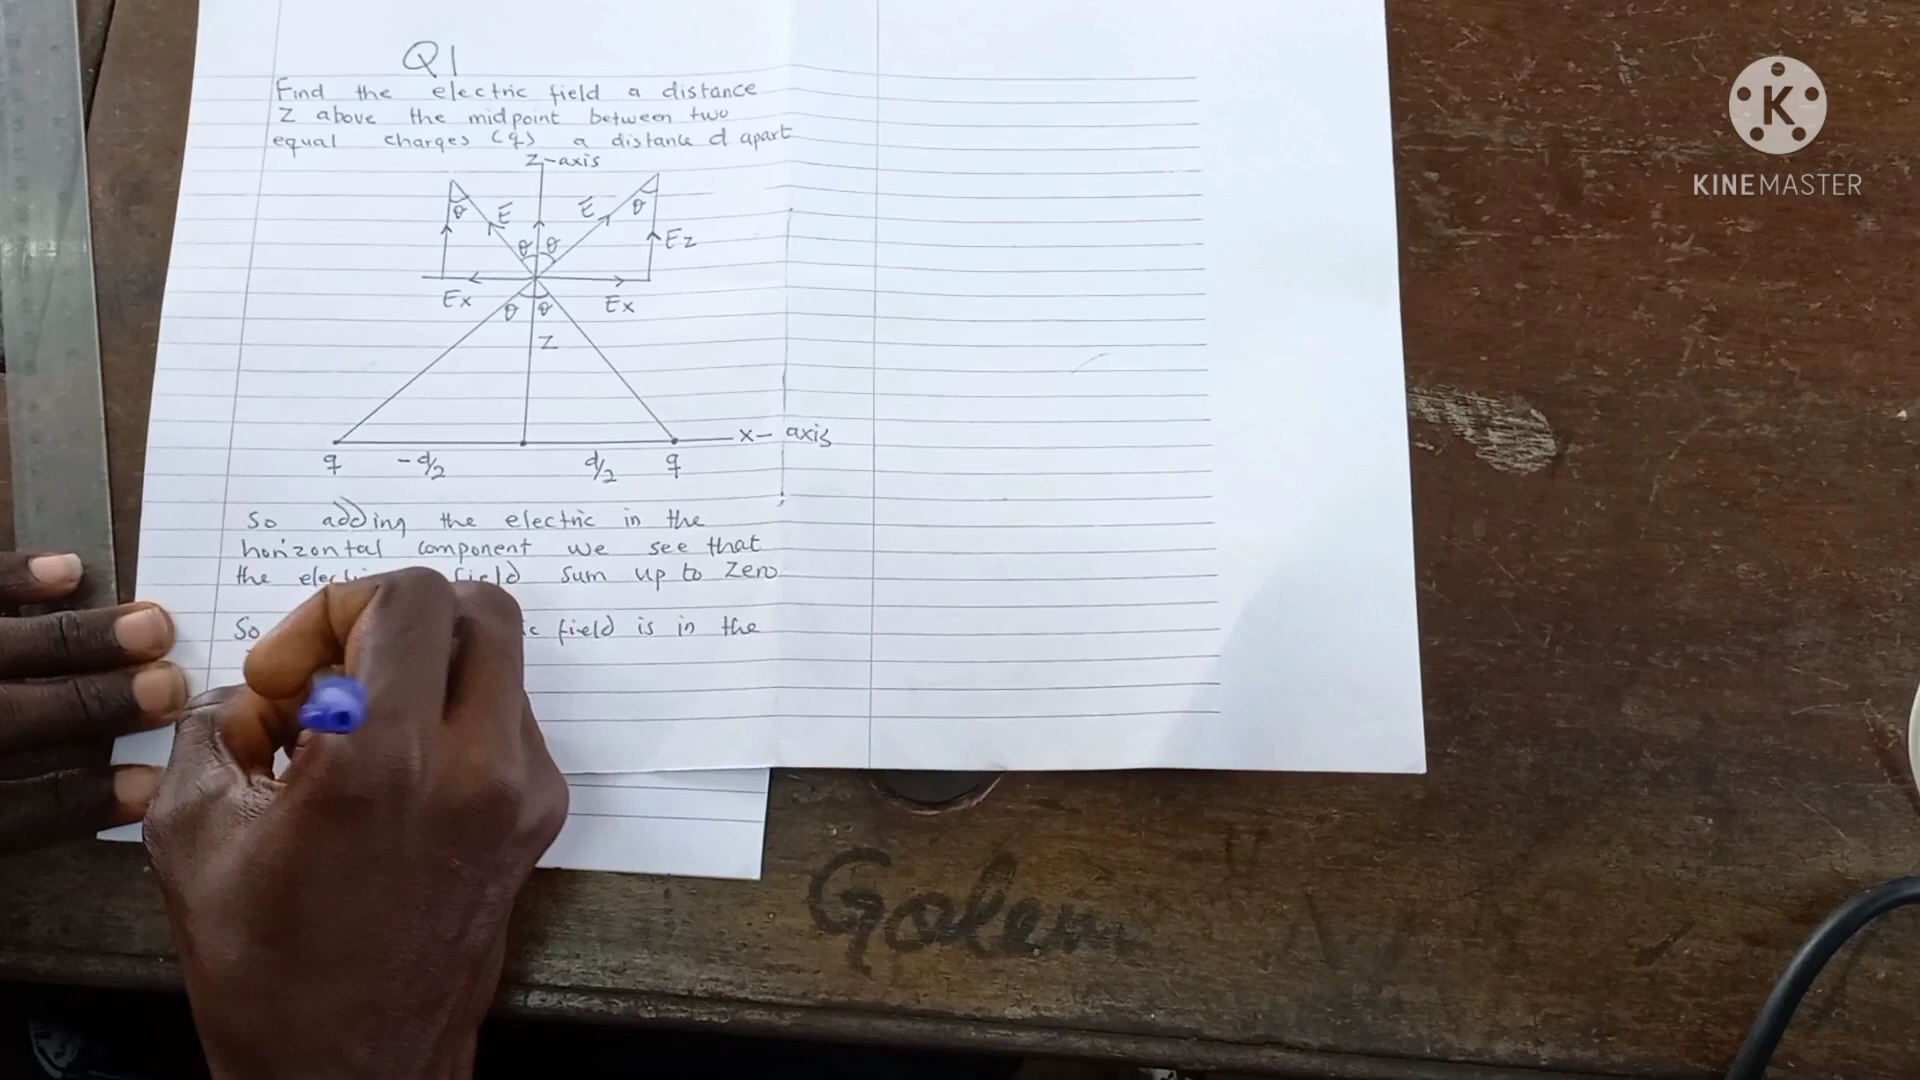 Q1
Find the electric field a distance
Z above the midpoint between two
equal charges (q) a distance d apart
Z-axis
θ E E θ
θ θ Ez
Ex Ex
θ θ
Z
x- axis
q -d/2 d/2 q
So adding the electric in the
horizontal component we see that
the field sum up to zero
So field is in the
K
KINEMASTER
Golem